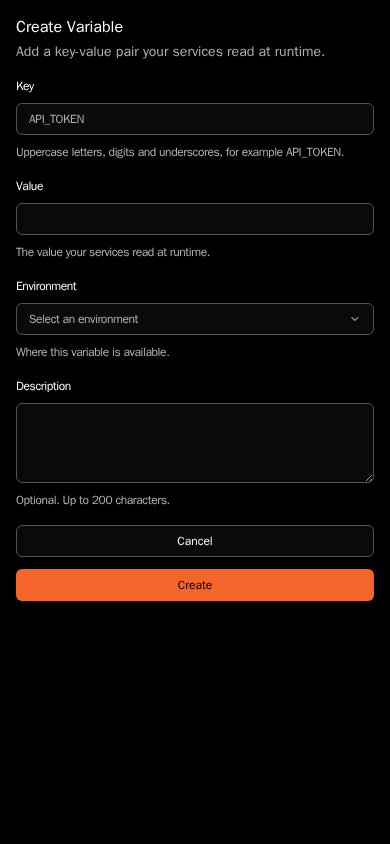 Create Variable
Add a key-value pair your services read at runtime.
Key
API_TOKEN
Uppercase letters, digits and underscores, for example API_TOKEN.
Value
The value your services read at runtime.
Environment
Select an environment
Where this variable is available.
Description
Optional. Up to 200 characters.
Cancel
Create